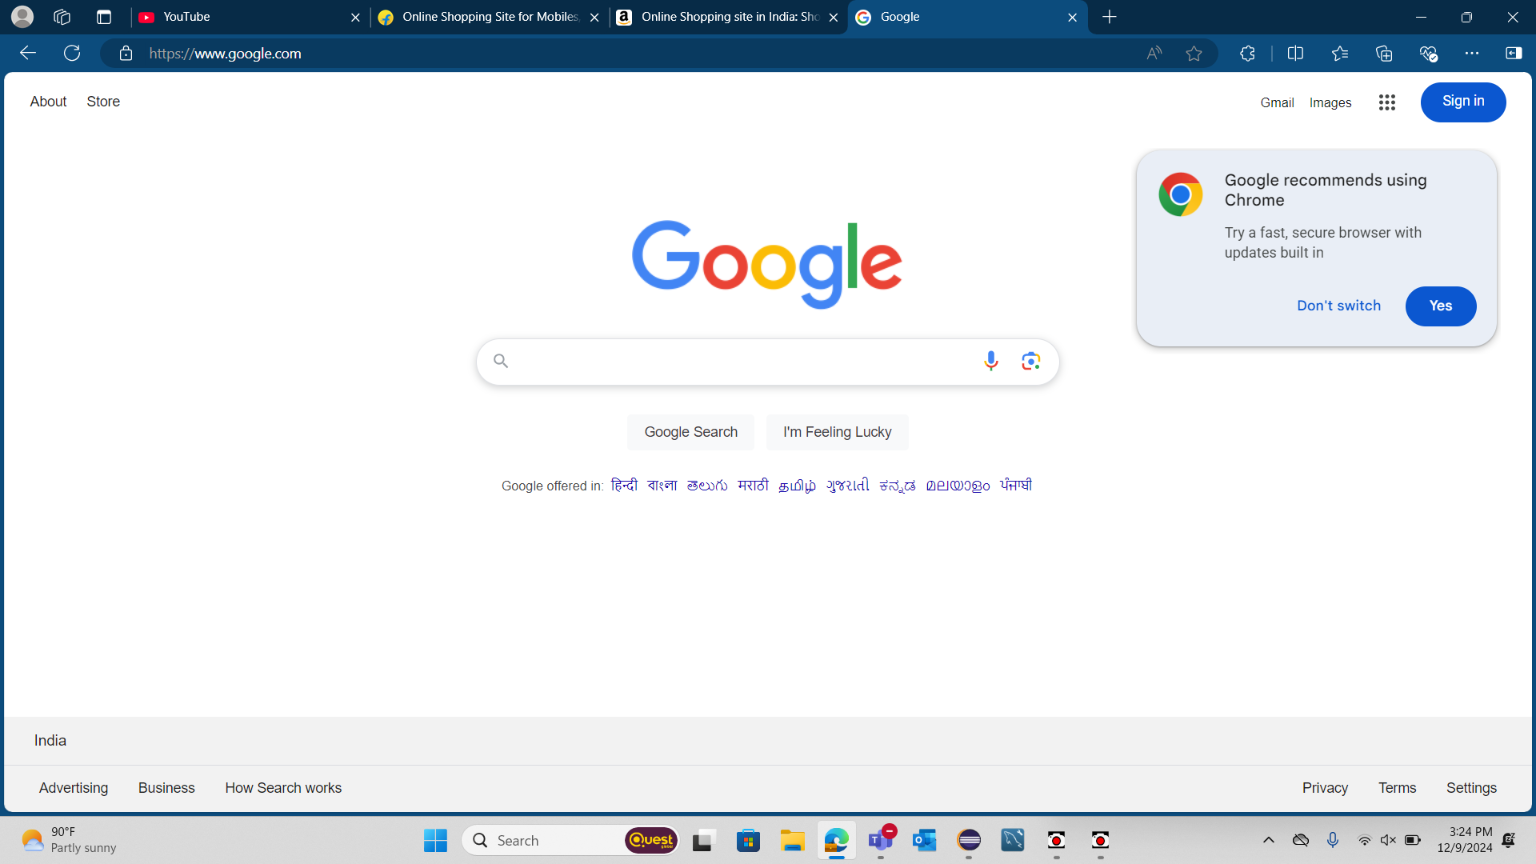 YouTube
Online Shopping Site for Mobiles,
Online Shopping site in India: Sho
Google
https://www.google.com
About Store
Gmail Images Sign in
Google recommends using
Chrome
Try a fast, secure browser with
updates built in
Don't switch Yes
Google
Google Search I'm Feeling Lucky
Google offered in: हिन्दी বাংলা తెలుగు मराठी தமிழ் ગુજરાતી ಕನ್ನಡ മലയാളം ਪੰਜਾਬੀ
India
Advertising Business How Search works
Privacy Terms Settings
90°F
Partly sunny
Search Quest
3:24 PM
12/9/2024